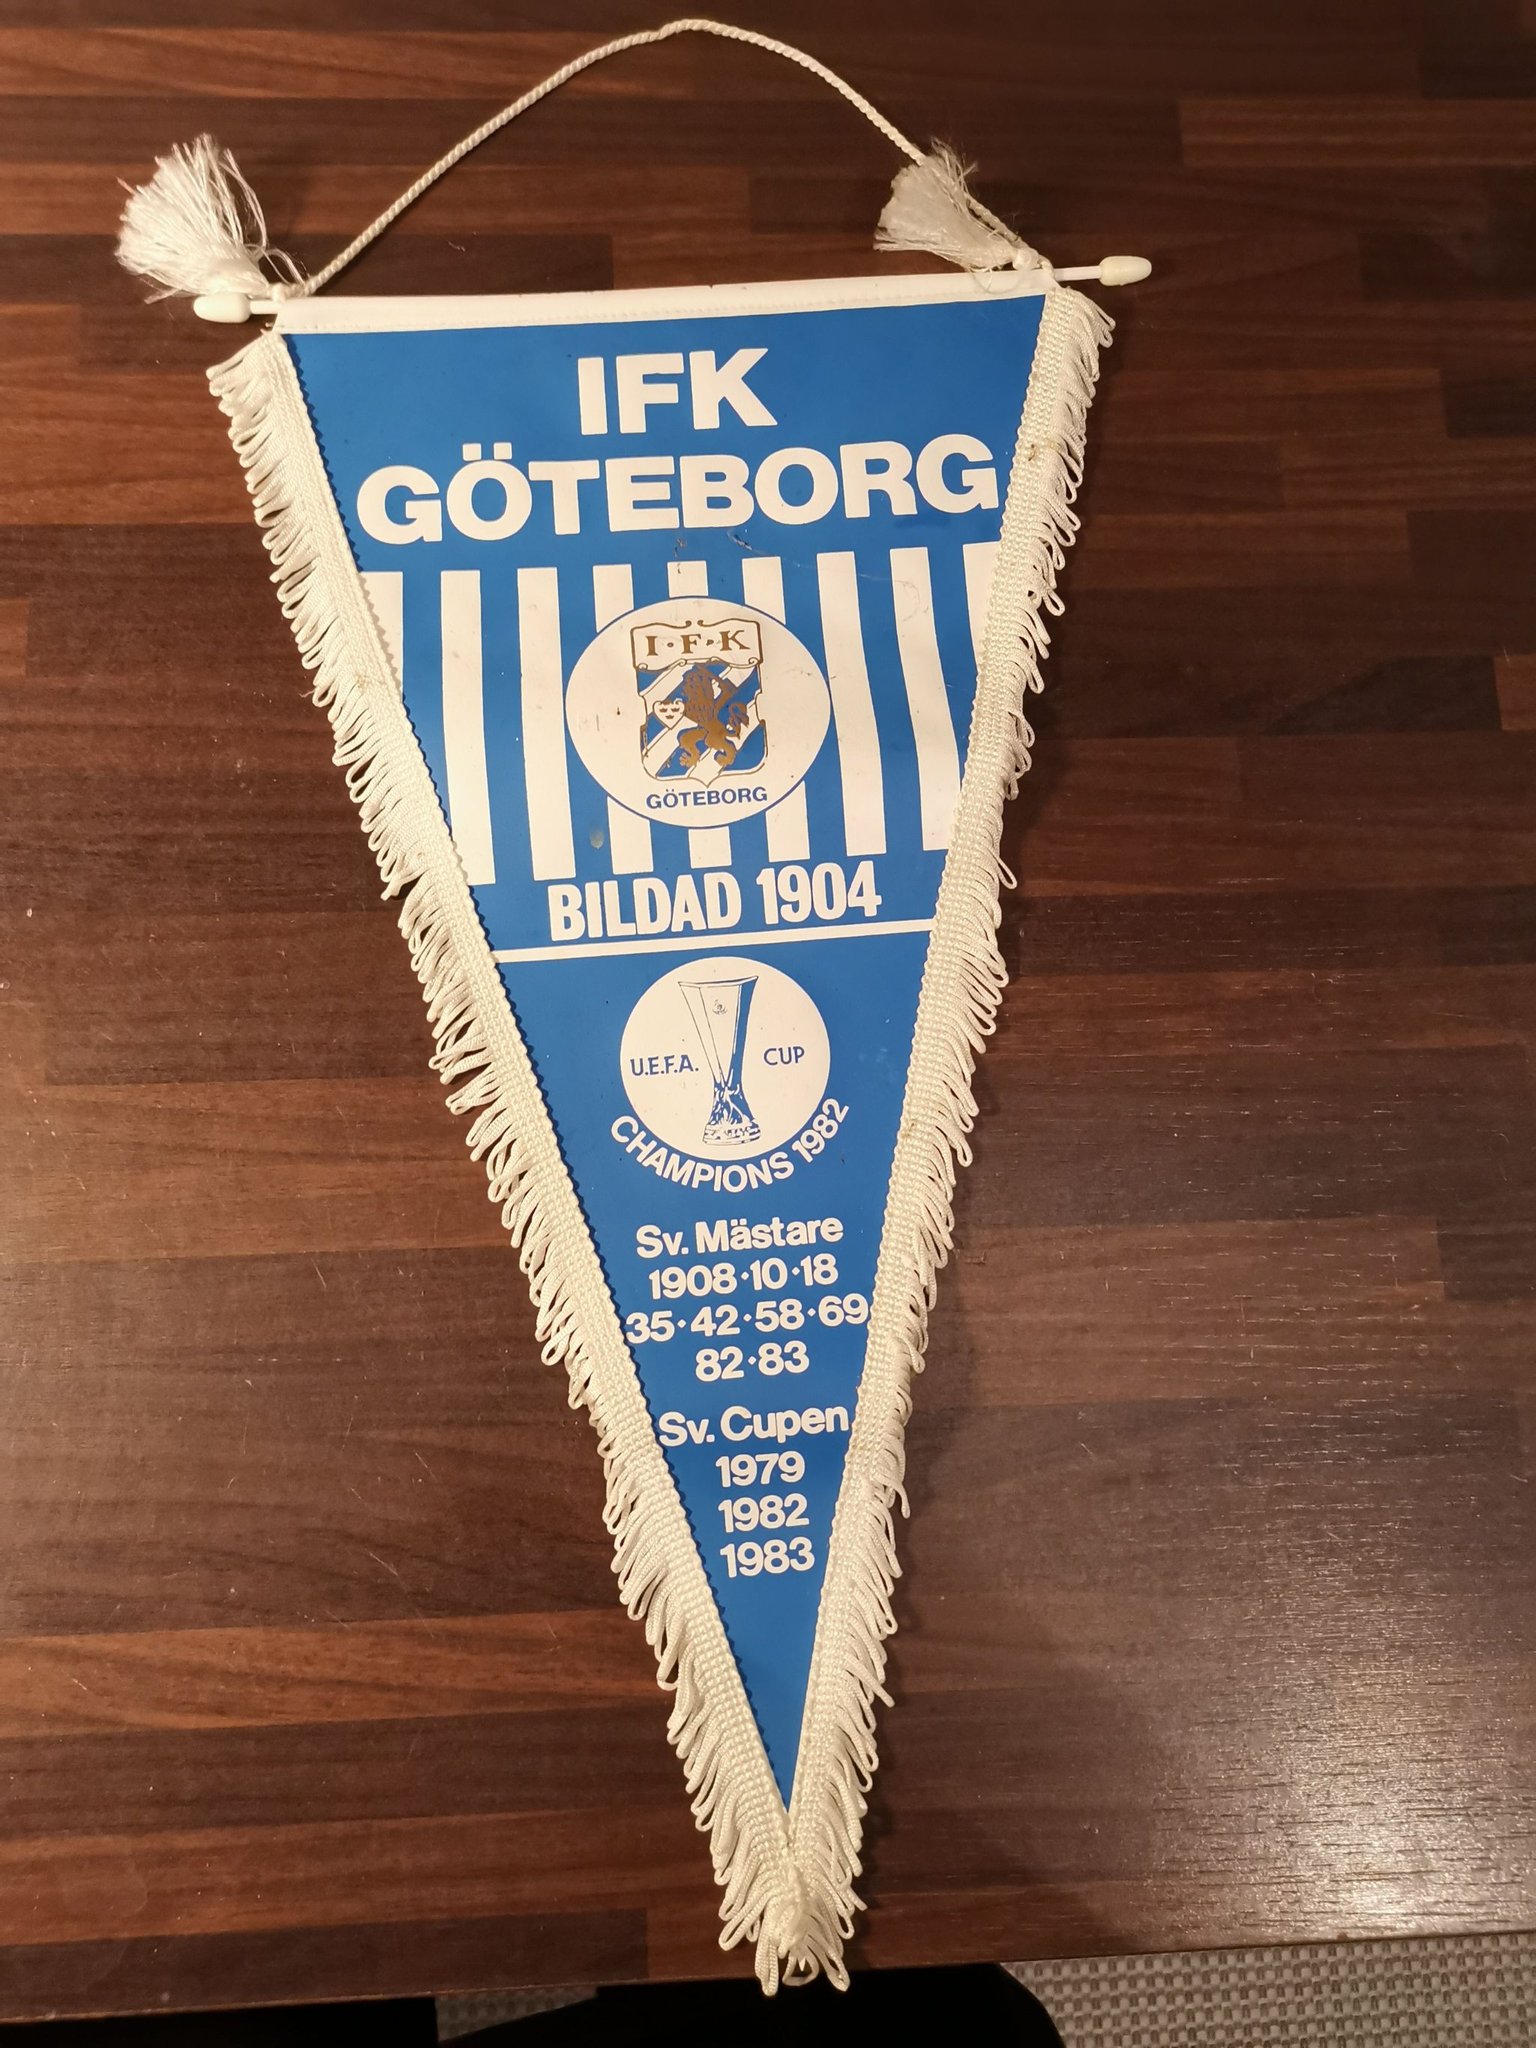 IFK
GÖTEBORG
I·F·K
GÖTEBORG
BILDAD 1904
U.E.F.A. CUP
CHAMPIONS 1982
Sv. Mästare
1908·10·18
35·42·58·69
82·83
Sv. Cupen
1979
1982
1983